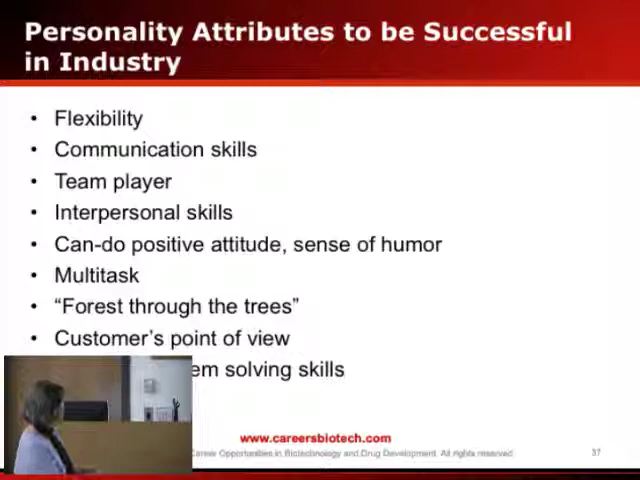 Personality Attributes to be Successful
in Industry
• Flexibility
• Communication skills
• Team player
• Interpersonal skills
• Can-do positive attitude, sense of humor
• Multitask
• “Forest through the trees”
• Customer’s point of view
solving skills
www.careersbiotech.com
Career Opportunities in Biotechnology and Drug Development. All rights reserved
37